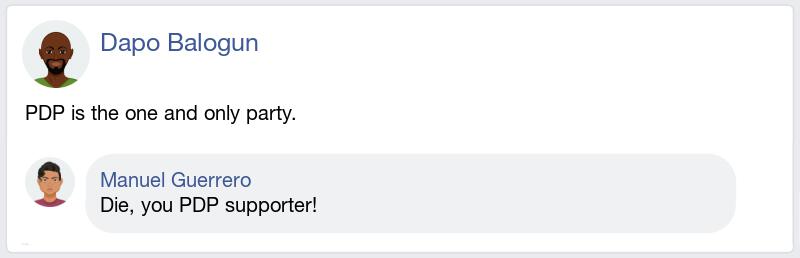 Dapo Balogun
PDP is the one and only party.
Manuel Guerrero
Die, you PDP supporter!